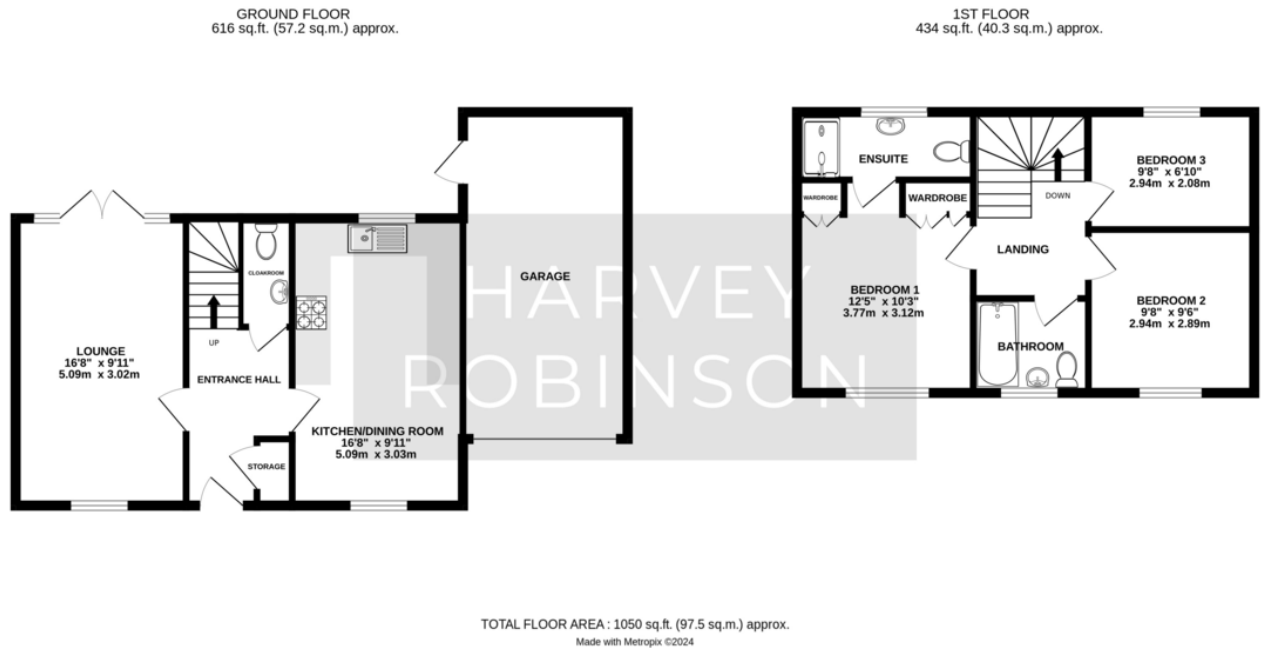 GROUND FLOOR
616 sq.ft. (57.2 sq.m.) approx.
1ST FLOOR
434 sq.ft. (40.3 sq.m.) approx.
LOUNGE
16'8" x 9'11"
5.09m x 3.02m
CLOAKROOM
UP
ENTRANCE HALL
STORAGE
KITCHEN/DINING ROOM
16'8" x 9'11"
5.09m x 3.03m
GARAGE
ENSUITE
WARDROBE
WARDROBE
BEDROOM 1
12'5" x 10'3"
3.77m x 3.12m
DOWN
LANDING
BATHROOM
BEDROOM 3
9'8" x 6'10"
2.94m x 2.08m
BEDROOM 2
9'8" x 9'6"
2.94m x 2.89m
HARVEY
ROBINSON
TOTAL FLOOR AREA : 1050 sq.ft. (97.5 sq.m.) approx.
Made with Metropix ©2024